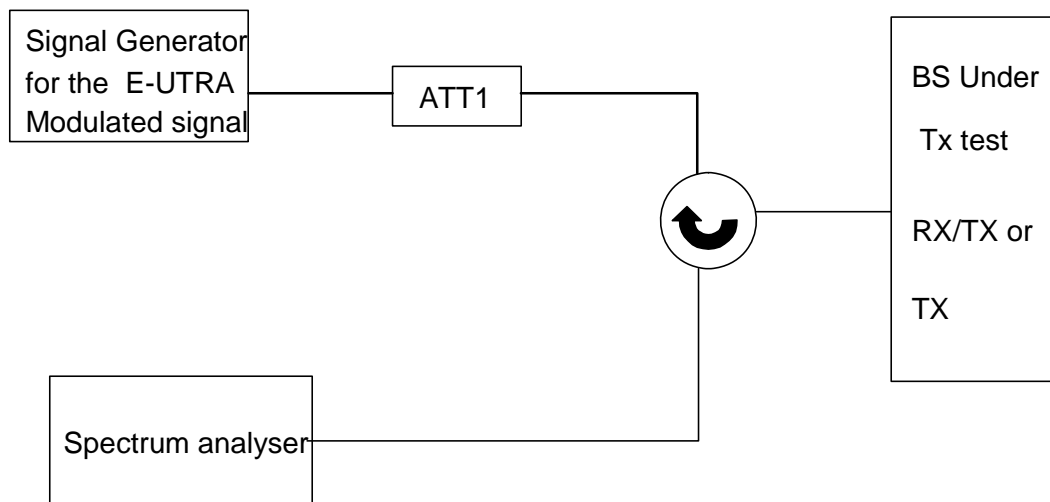 Signal Generator
for the E-UTRA
Modulated signal
ATT1
BS Under
Tx test
RX/TX or
TX
Spectrum analyser